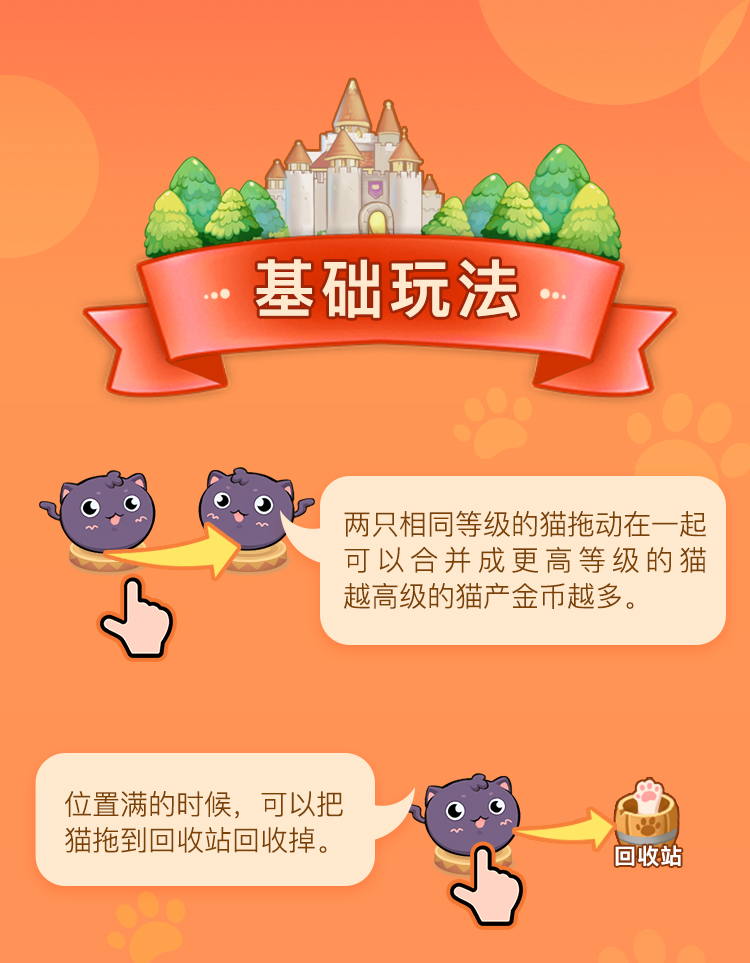 基础玩法
两只相同等级的猫拖动在一起
可以合并成更高等级的猫
越高级的猫产金币越多。
位置满的时候，可以把
猫拖到回收站回收掉。
回收站